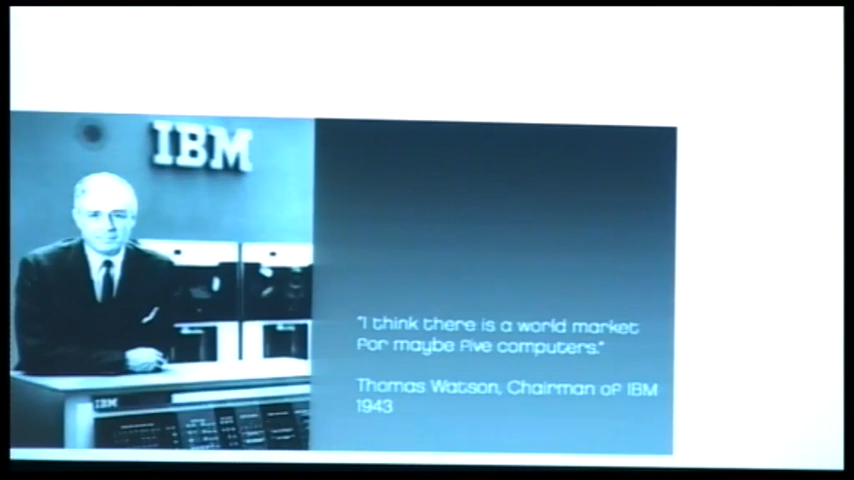 IBM
"I think there is a world market
for maybe five computers."
Thomas Watson, Chairman of IBM
1943
IBM